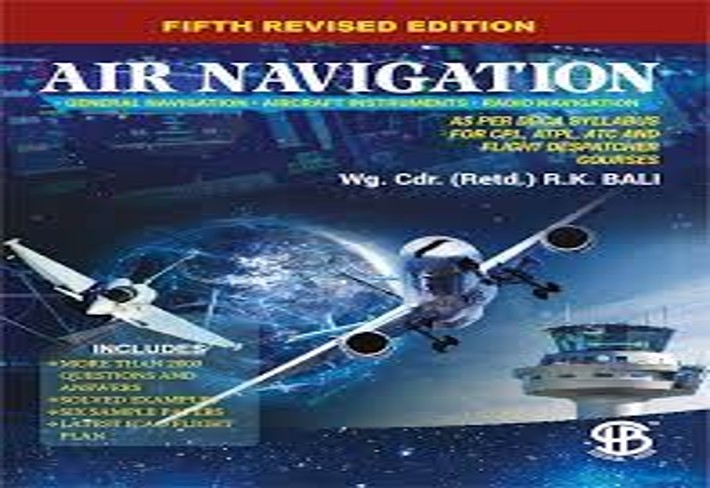 FIFTH REVISED EDITION
AIR NAVIGATION
GENERAL NAVIGATION • AIRCRAFT INSTRUMENTS • RADIO NAVIGATION
AS PER DGCA SYLLABUS
FOR CPL, ATPL, ATC AND
FLIGHT DESPATCHER
COURSES
Wg. Cdr. (Retd.) R.K. BALI
INCLUDES
MORE THAN 2800
QUESTIONS AND
ANSWERS
SOLVED EXAMPLES
SIX SAMPLE PAPERS
LATEST ICAO FLIGHT
PLAN